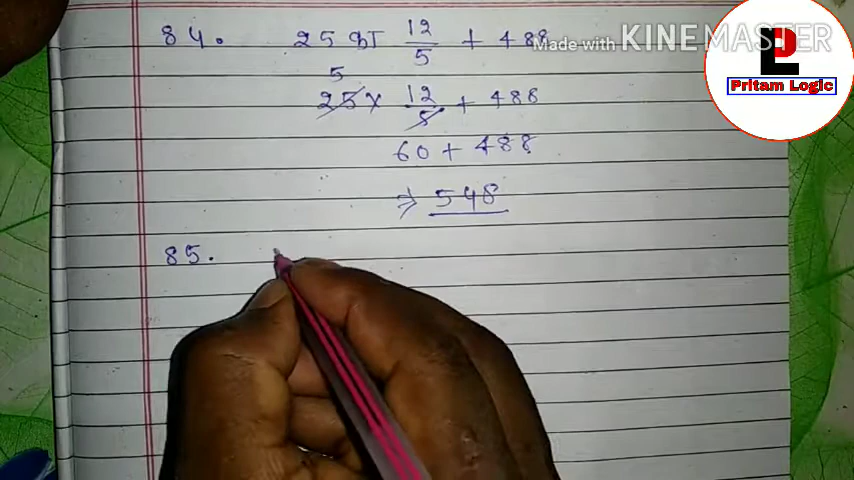 84. 25 का 12/5 + 488
Made with KINEMASTER
PL
Pritam Logic
5
25 x 12/5 + 488
60 + 488
⇒ 548
85.